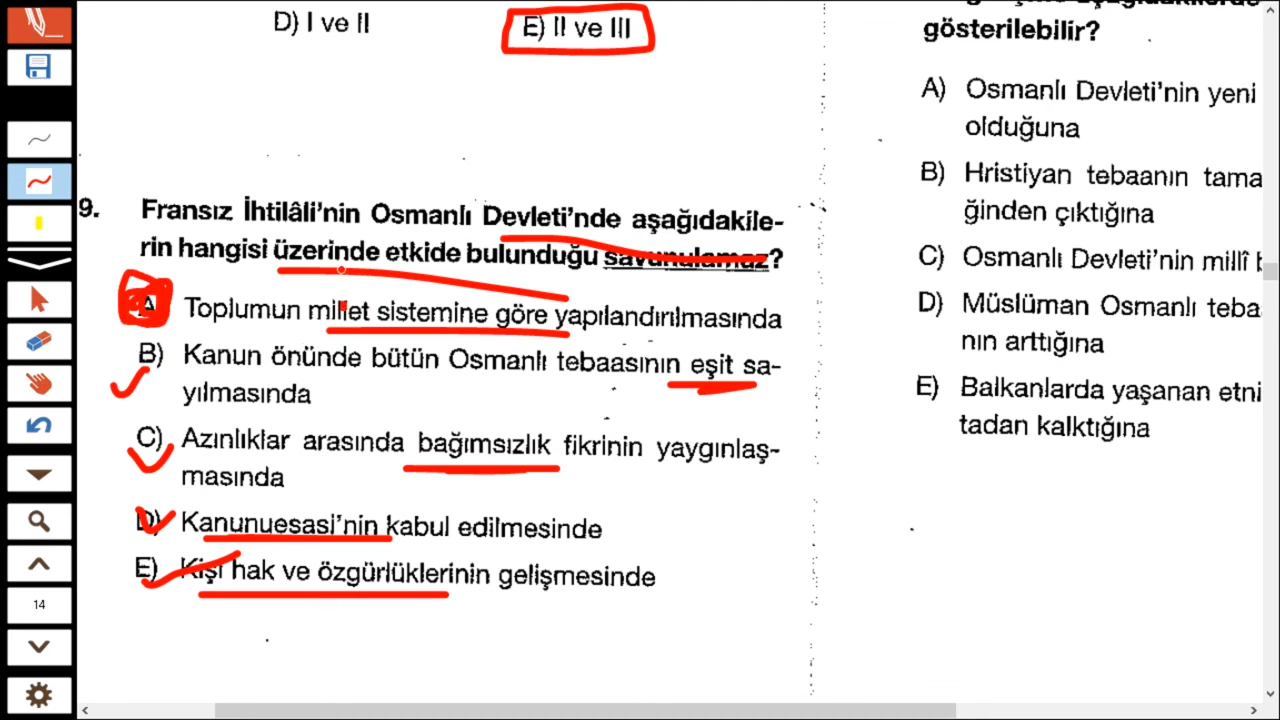 D) I ve II
E) II ve III
9. Fransız İhtilâli'nin Osmanlı Devleti'nde aşağıdakile-
rin hangisi üzerinde etkide bulunduğu savunulamaz?
A) Toplumun millet sistemine göre yapılandırılmasında
B) Kanun önünde bütün Osmanlı tebaasının eşit sa-
yılmasında
C) Azınlıklar arasında bağımsızlık fikrinin yaygınlaş-
masında
D) Kanunuesasi'nin kabul edilmesinde
E) Kişi hak ve özgürlüklerinin gelişmesinde
gösterilebilir?
A) Osmanlı Devleti'nin yeni
olduğuna
B) Hristiyan tebaanın tama
ğinden çıktığına
C) Osmanlı Devleti'nin millî
D) Müslüman Osmanlı teba
nın arttığına
E) Balkanlarda yaşanan etni
tadan kalktığına
14